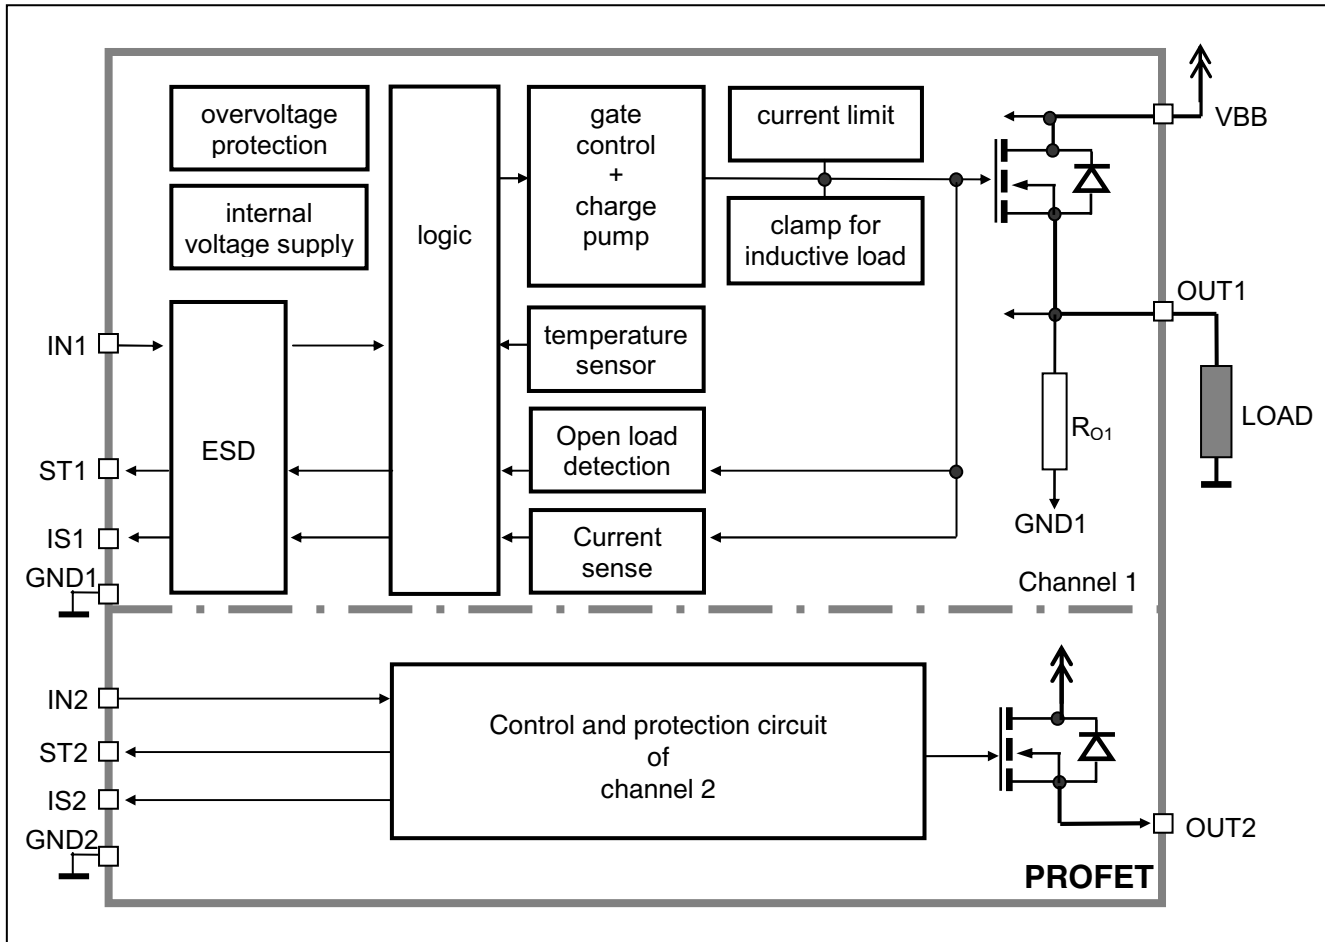 overvoltage
protection
internal
voltage supply
logic
gate
control
+
charge
pump
current limit
clamp for
inductive load
VBB
OUT1
LOAD
IN1
ESD
temperature
sensor
Open load
detection
Current
sense
RO1
GND1
ST1
IS1
GND1
Channel 1
IN2
ST2
IS2
GND2
Control and protection circuit
of
channel 2
OUT2
PROFET